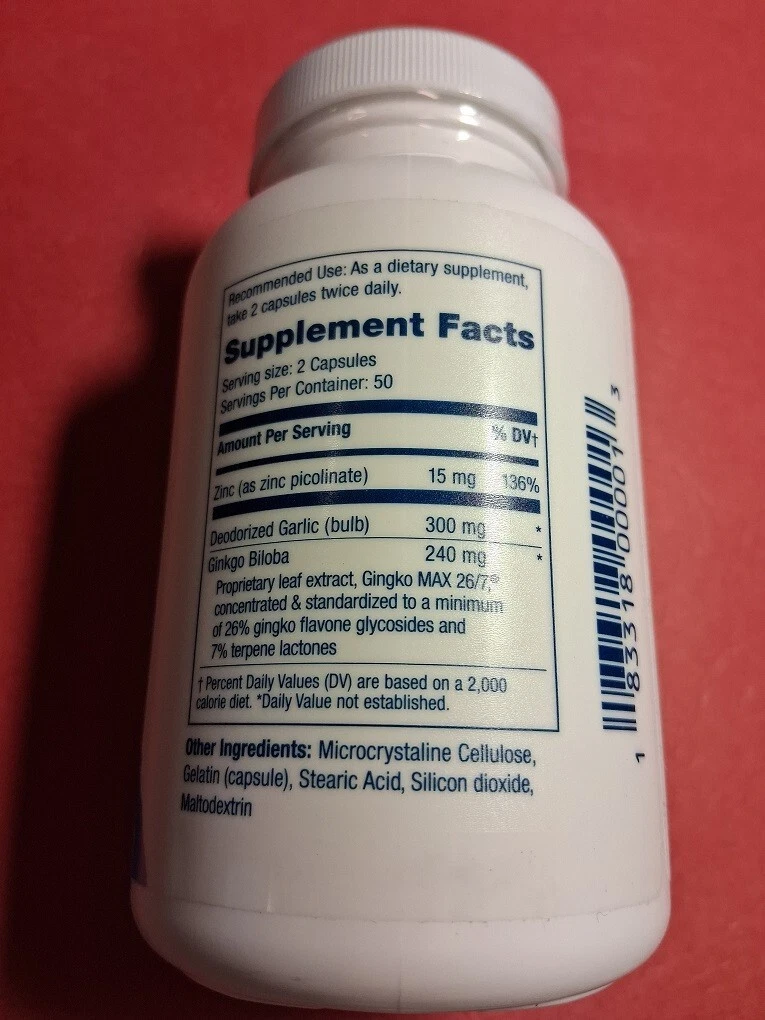 Recommended Use: As a dietary supplement,
take 2 capsules twice daily.
Supplement Facts
Serving size: 2 Capsules
Servings Per Container: 50
Amount Per Serving % DV†
Zinc (as zinc picolinate) 15 mg 136%
Deodorized Garlic (bulb) 300 mg *
Ginkgo Biloba 240 mg *
Proprietary leaf extract, Gingko MAX 26/7,®
concentrated & standardized to a minimum
of 26% gingko flavone glycosides and
7% terpene lactones
† Percent Daily Values (DV) are based on a 2,000
calorie diet. *Daily Value not established.
Other Ingredients: Microcrystaline Cellulose,
Gelatin (capsule), Stearic Acid, Silicon dioxide,
Maltodextrin
1 83318 00001 3